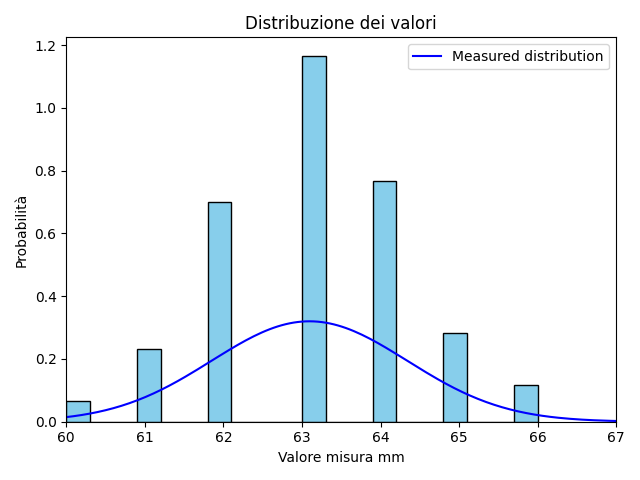 Distribuzione dei valori
Measured distribution
1.2
1.0
0.8
0.6
0.4
0.2
0.0
Probabilità
60 61 62 63 64 65 66 67
Valore misura mm